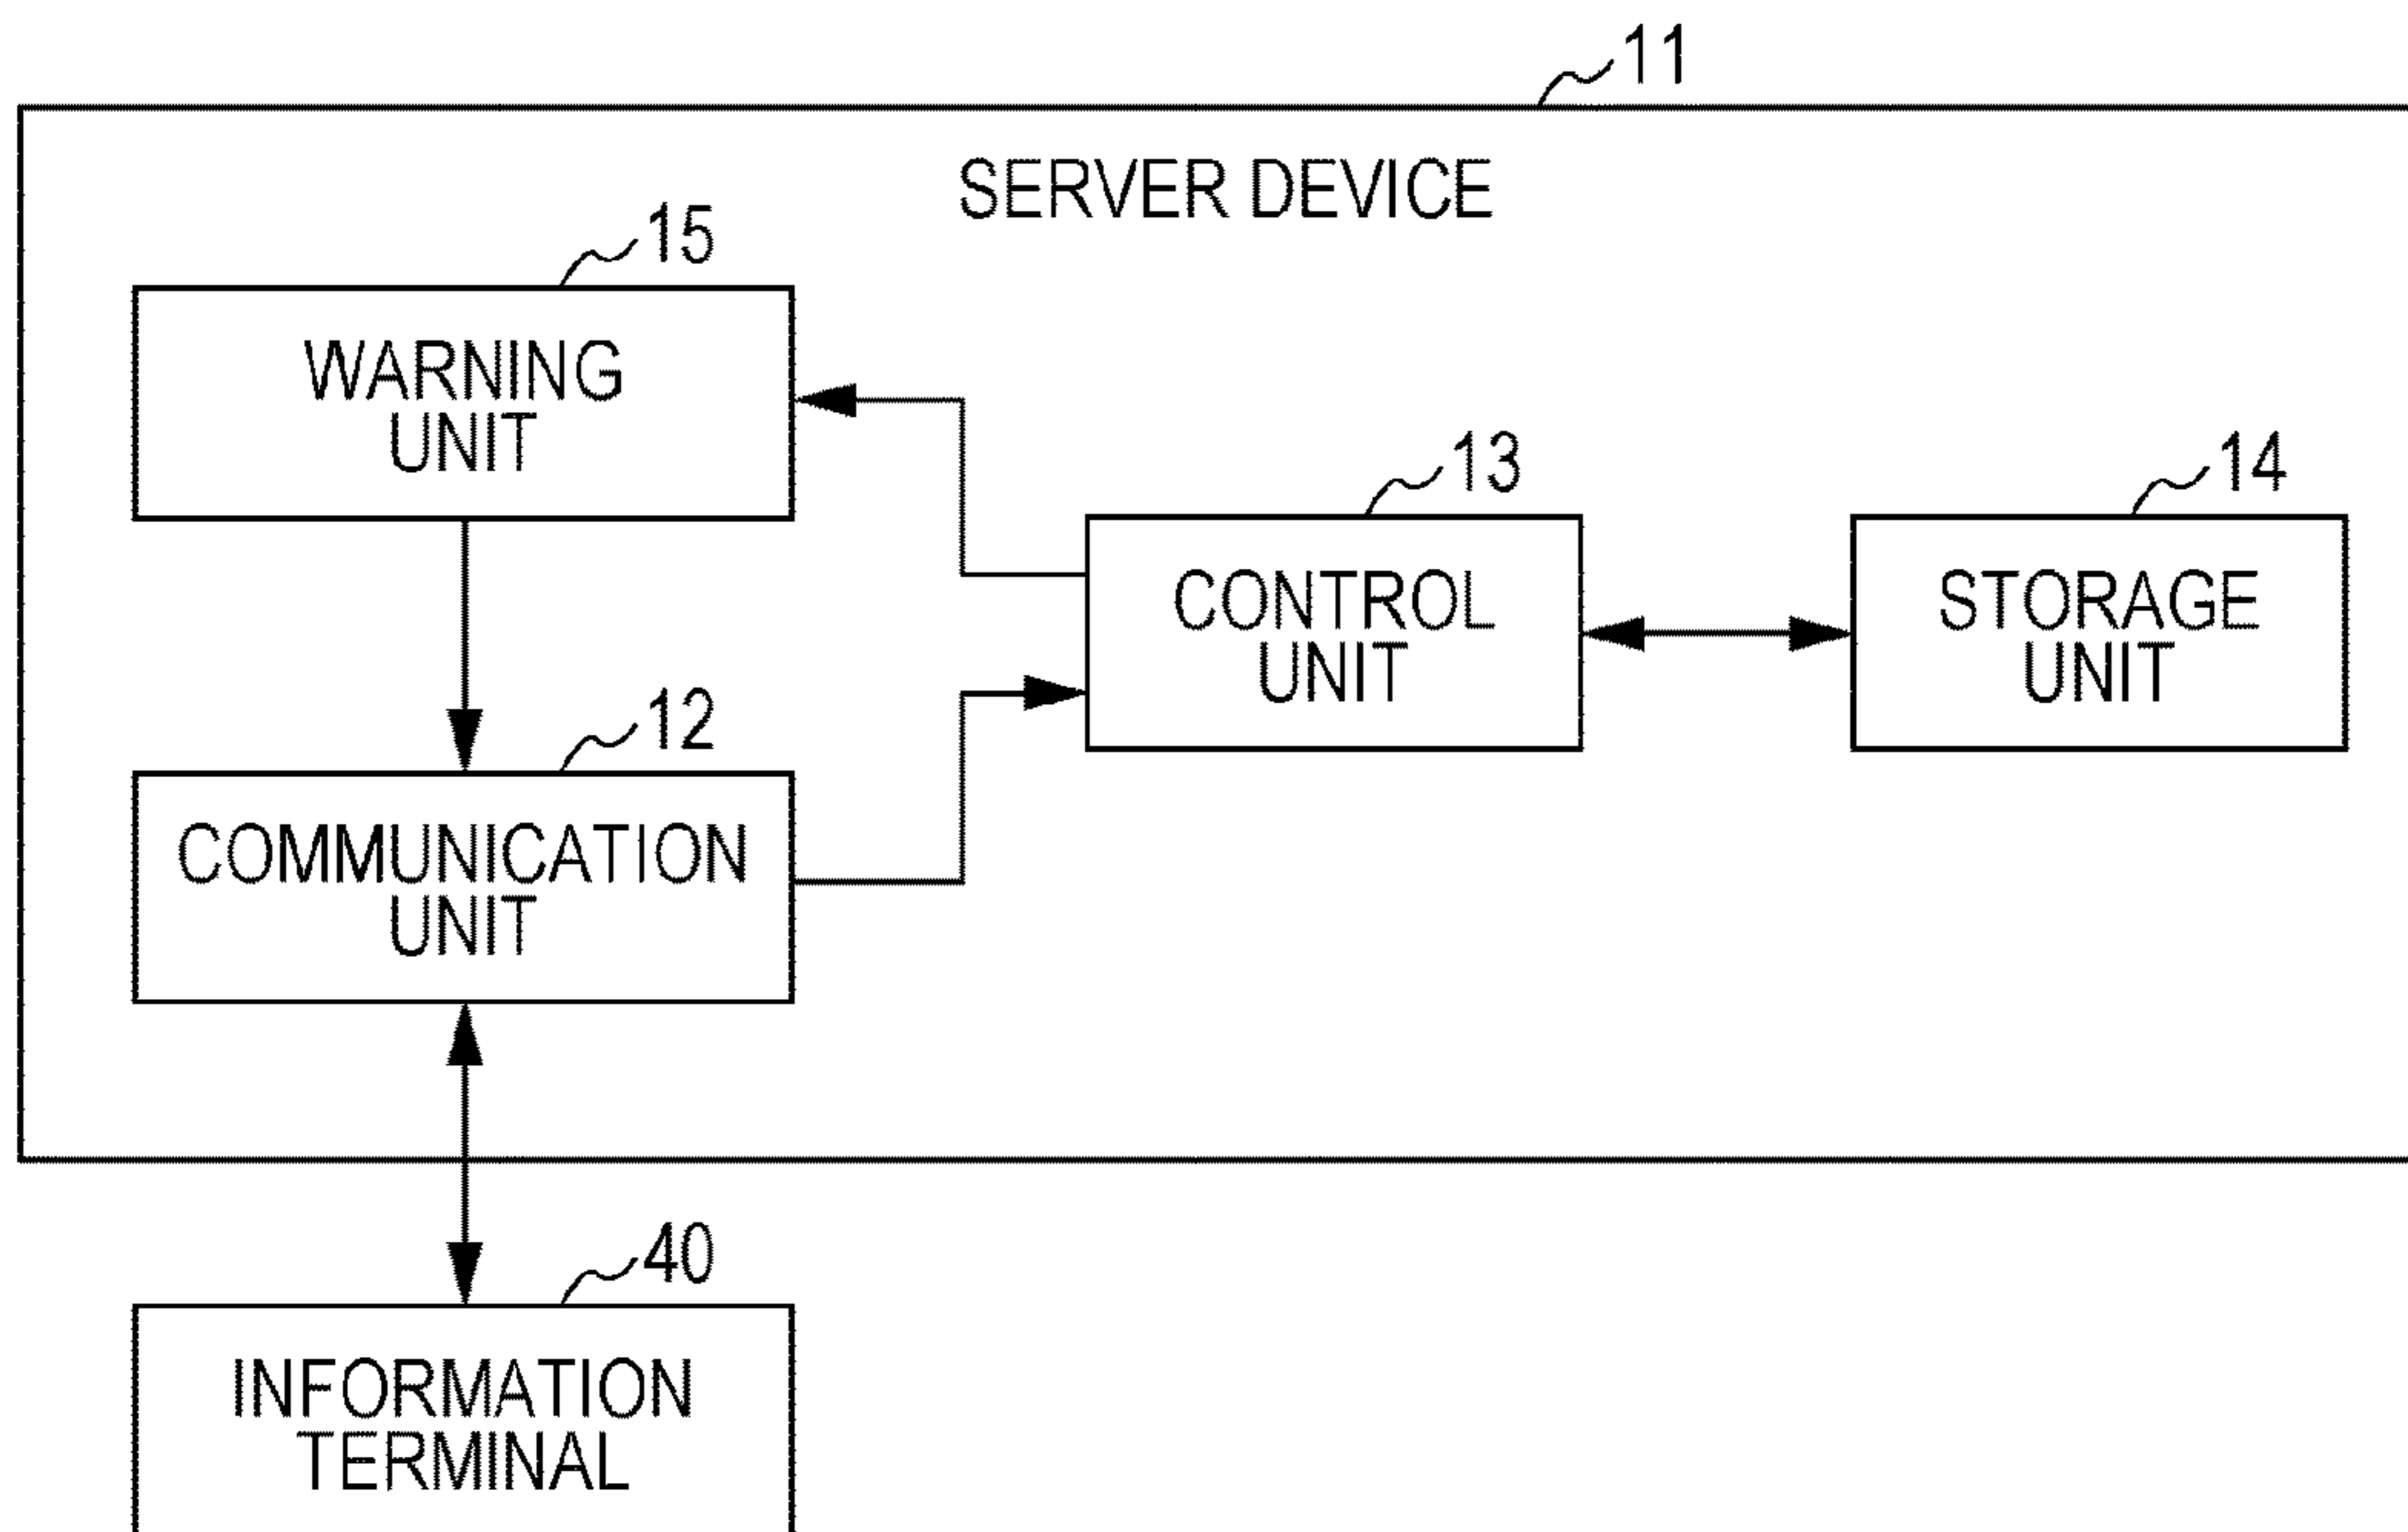 11
SERVER DEVICE
15
WARNING
UNIT
13
CONTROL
UNIT
14
STORAGE
UNIT
12
COMMUNICATION
UNIT
40
INFORMATION
TERMINAL